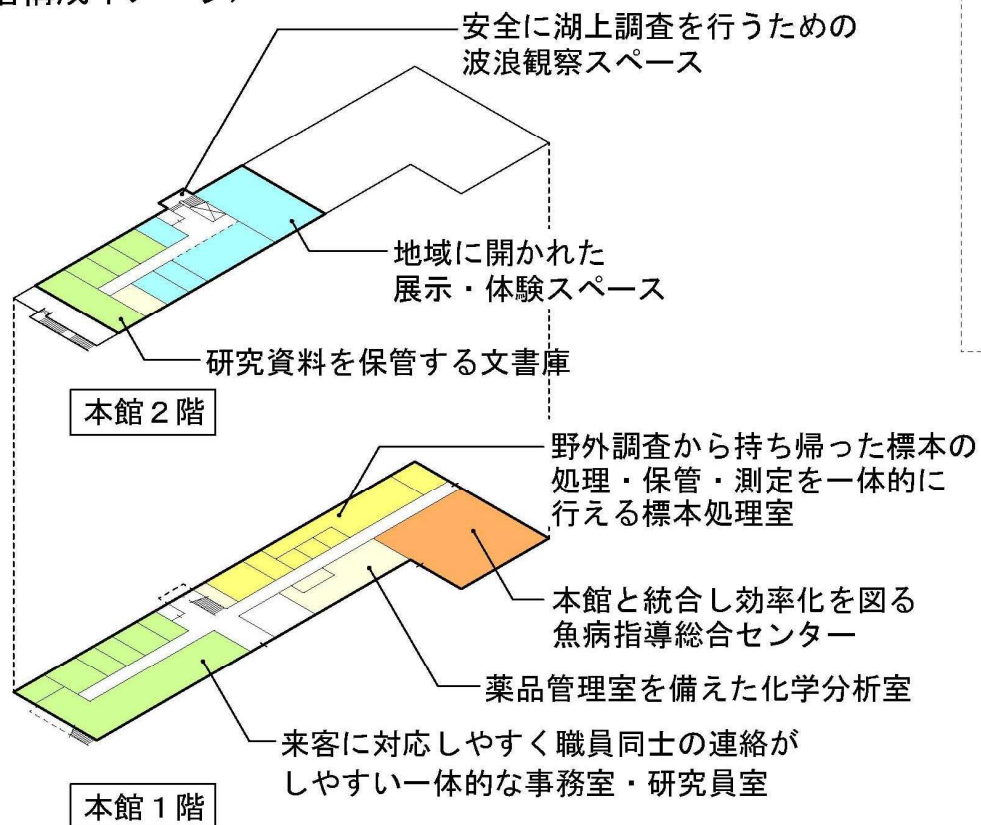 安全に湖上調査を行うための
波浪観察スペース
地域に開かれた
展示・体験スペース
研究資料を保管する文書庫
本館２階
野外調査から持ち帰った標本の
処理・保管・測定を一体的に
行える標本処理室
本館と統合し効率化を図る
魚病指導総合センター
薬品管理室を備えた化学分析室
来客に対応しやすく職員同士の連絡が
しやすい一体的な事務室・研究員室
本館１階